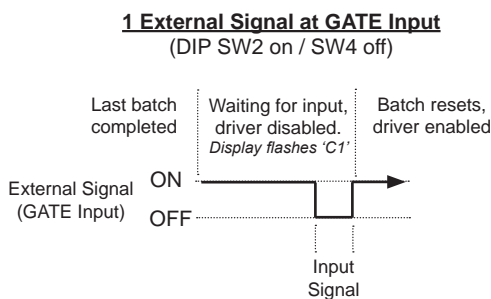 1 External Signal at GATE Input
(DIP SW2 on / SW4 off)
Last batch
completed
Waiting for input,
driver disabled.
Display flashes ‘C1’
Batch resets,
driver enabled
External Signal
(GATE Input)
ON
OFF
Input
Signal